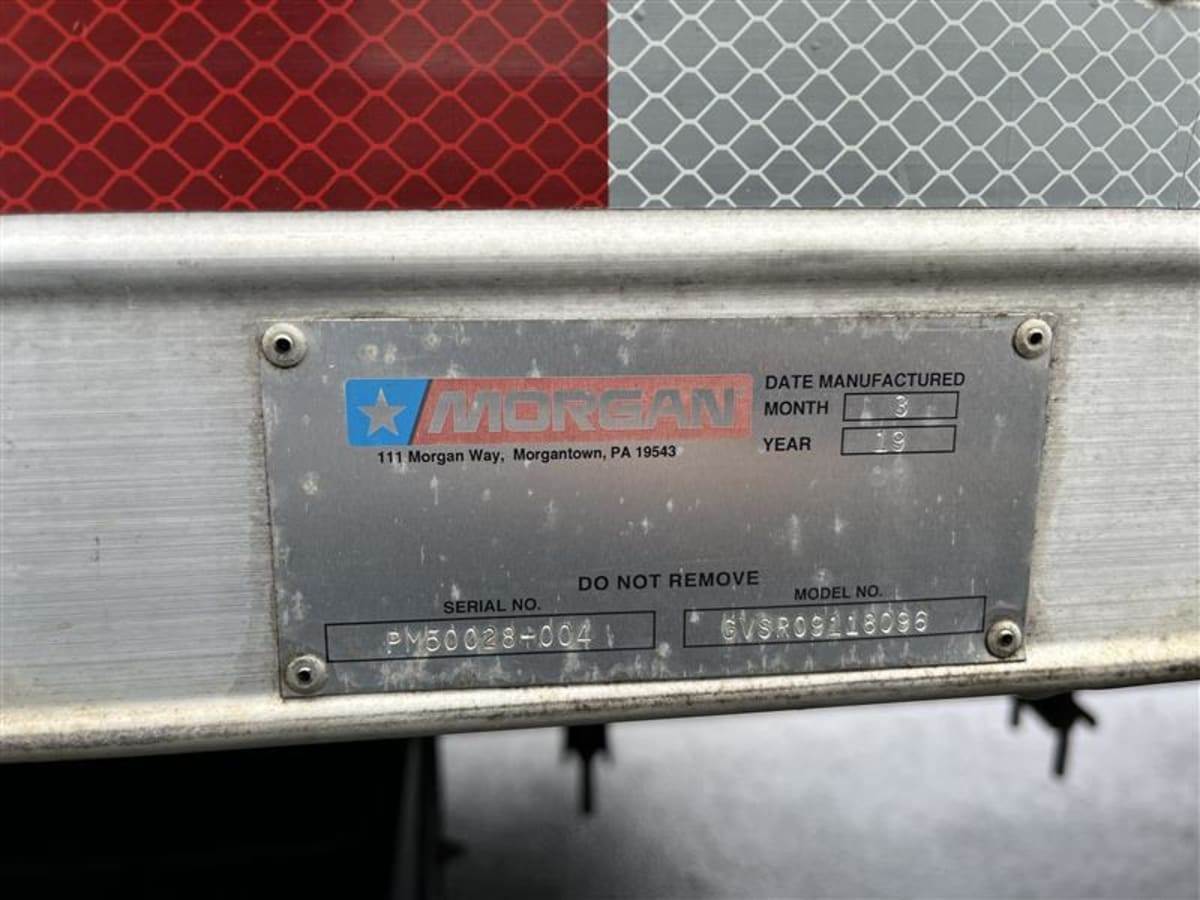 MORGAN
111 Morgan Way, Morgantown, PA 19543
DATE MANUFACTURED
MONTH 3
YEAR 19
DO NOT REMOVE
SERIAL NO.
PM50028-004
MODEL NO.
GVSR09118096